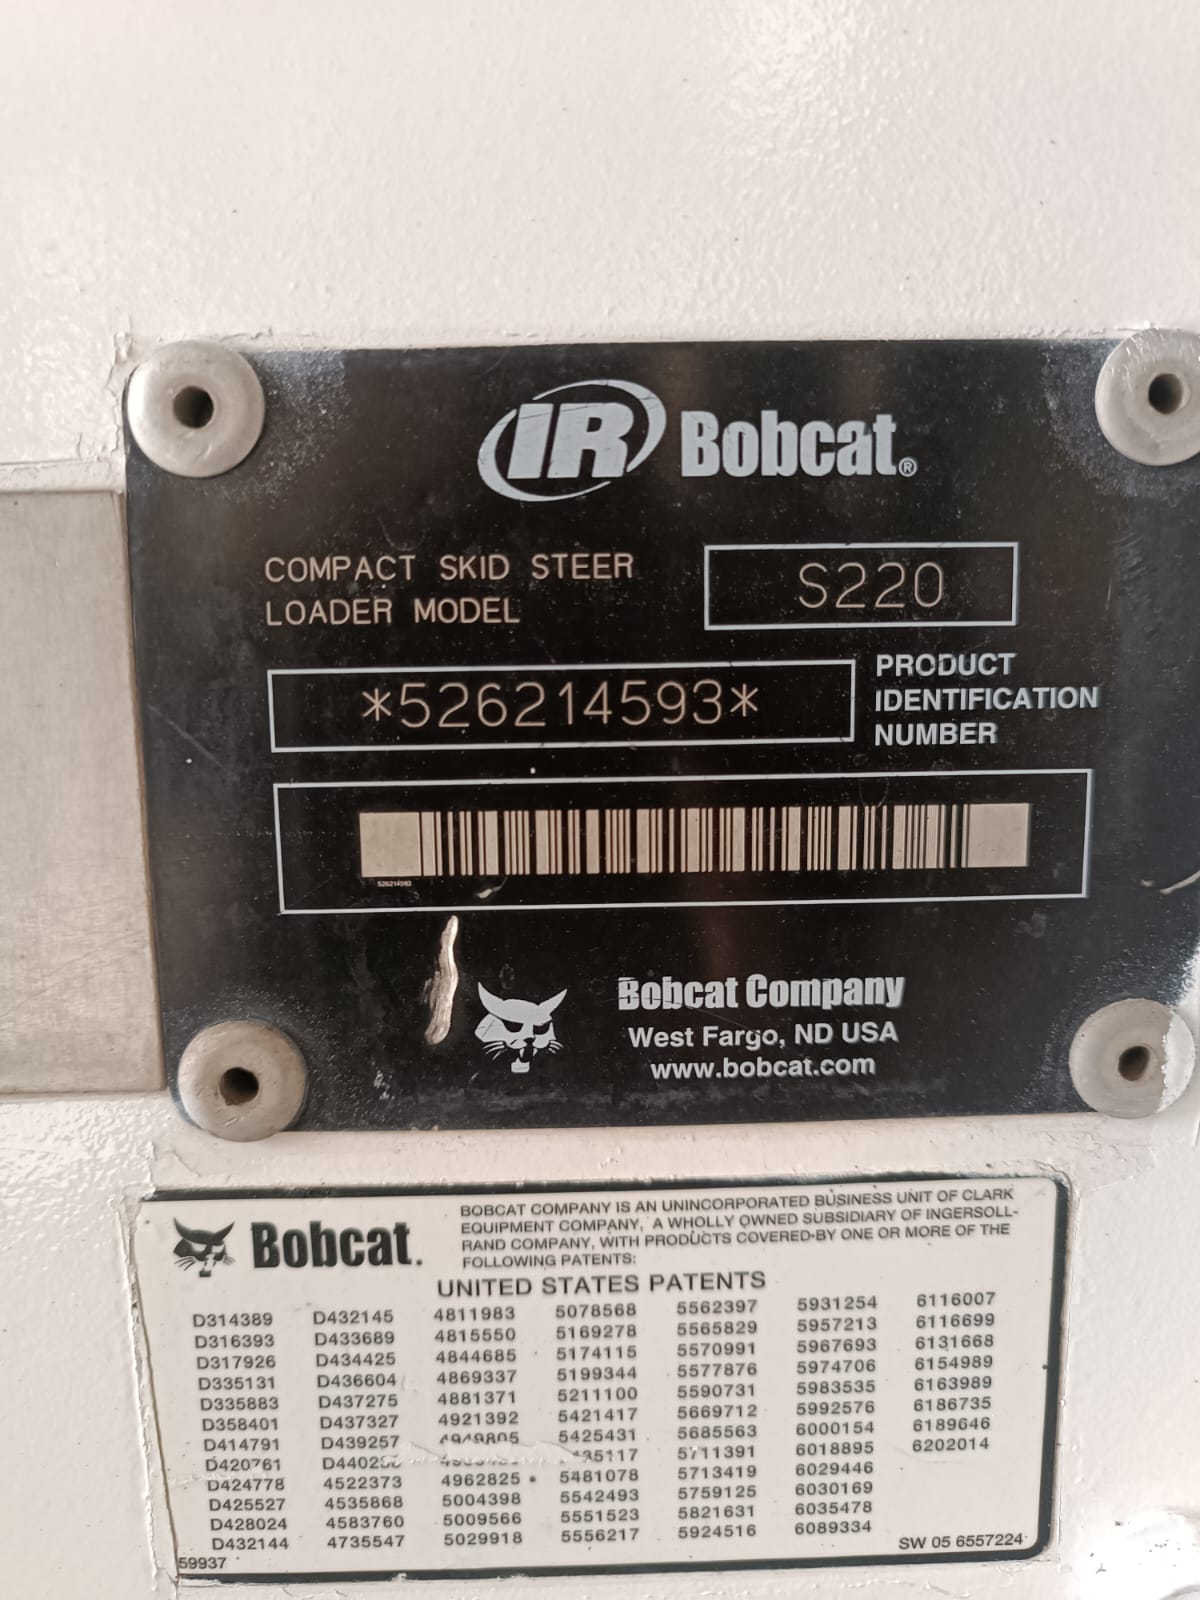 IR Bobcat®
COMPACT SKID STEER
LOADER MODEL
S220
*526214593*
PRODUCT
IDENTIFICATION
NUMBER
526214593
Bobcat Company
West Fargo, ND USA
www.bobcat.com
Bobcat.
BOBCAT COMPANY IS AN UNINCORPORATED BUSINESS UNIT OF CLARK
EQUIPMENT COMPANY, A WHOLLY OWNED SUBSIDIARY OF INGERSOLL-
RAND COMPANY, WITH PRODUCTS COVERED BY ONE OR MORE OF THE
FOLLOWING PATENTS:
UNITED STATES PATENTS
D314389 D432145 4811983 5078568 5562397 5931254 6116007
D316393 D433689 4815550 5169278 5565829 5957213 6116699
D317926 D434425 4844685 5174115 5570991 5967693 6131668
D335131 D436604 4869337 5199344 5577876 5974706 6154989
D335883 D437275 4881371 5211100 5590731 5983535 6163989
D358401 D437327 4921392 5421417 5669712 5992576 6186735
D414791 D439257 4949805 5425431 5685563 6000154 6189646
D420761 5711391 6018895 6202014
D424778 4522373 4962825 5481078 5713419 6029446
D425527 4535868 5004398 5542493 5759125 6030169
D428024 4583760 5009566 5551523 5821631 6035478
D432144 4735547 5029918 5556217 5924516 6089334
59937
SW 05 6557224